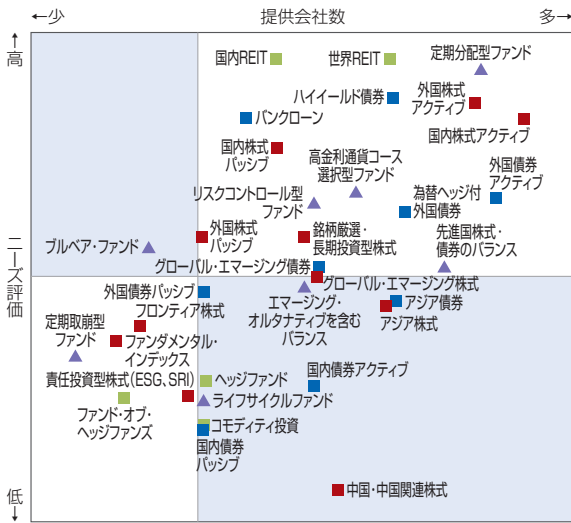 ←少
提供会社数
多→
↑
高
ニーズ評価
低
↓
国内REIT
世界REIT
定期分配型ファンド
ハイイールド債券
外国株式
アクティブ
バンクローン
国内株式アクティブ
国内株式
パッシブ
高金利通貨コース
選択型ファンド
外国債券
アクティブ
リスクコントロール型
ファンド
為替ヘッジ付
外国債券
外国株式
パッシブ
銘柄厳選・
長期投資型株式
先進国株式・
債券のバランス
ブルベア・ファンド
グローバル・エマージング債券
グローバル・エマージング株式
外国債券パッシブ
エマージング・
オルタナティブを含む
バランス
アジア債券
アジア株式
フロンティア株式
定期取崩型
ファンド
ファンダメンタル・
インデックス
責任投資型株式(ESG、SRI)
ヘッジファンド
国内債券アクティブ
ライフサイクルファンド
ファンド・オブ・
ヘッジファンズ
コモディティ投資
国内債券
パッシブ
中国・中国関連株式